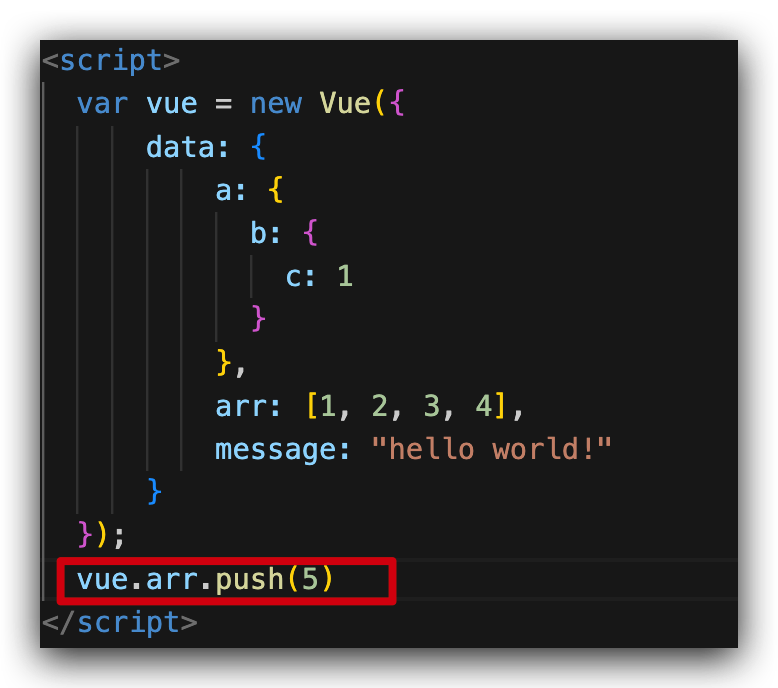 <script>
var vue = new Vue({
data: {
a: {
b: {
c: 1
}
},
arr: [1, 2, 3, 4],
message: "hello world!"
}
});
vue.arr.push(5)
</script>